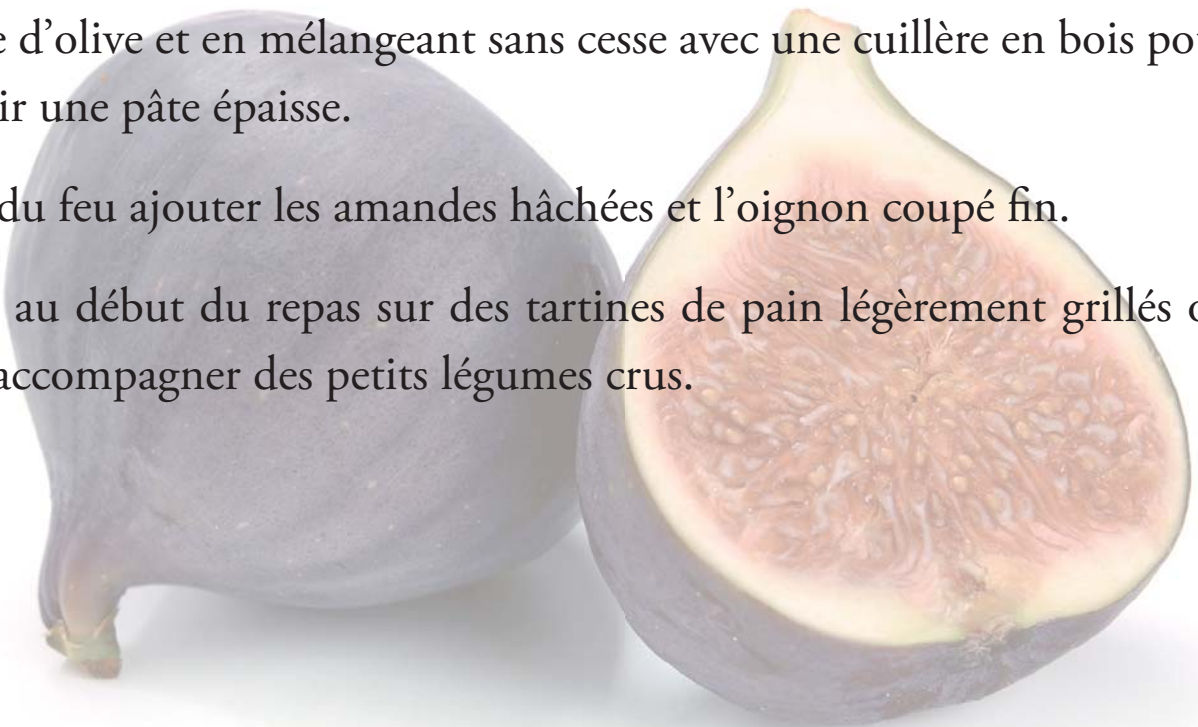 e d’olive et en mélangeant sans cesse avec une cuillère en bois po
ir une pâte épaisse.
du feu ajouter les amandes hâchées et l’oignon coupé fin.
au début du repas sur des tartines de pain légèrement grillés
accompagner des petits légumes crus.